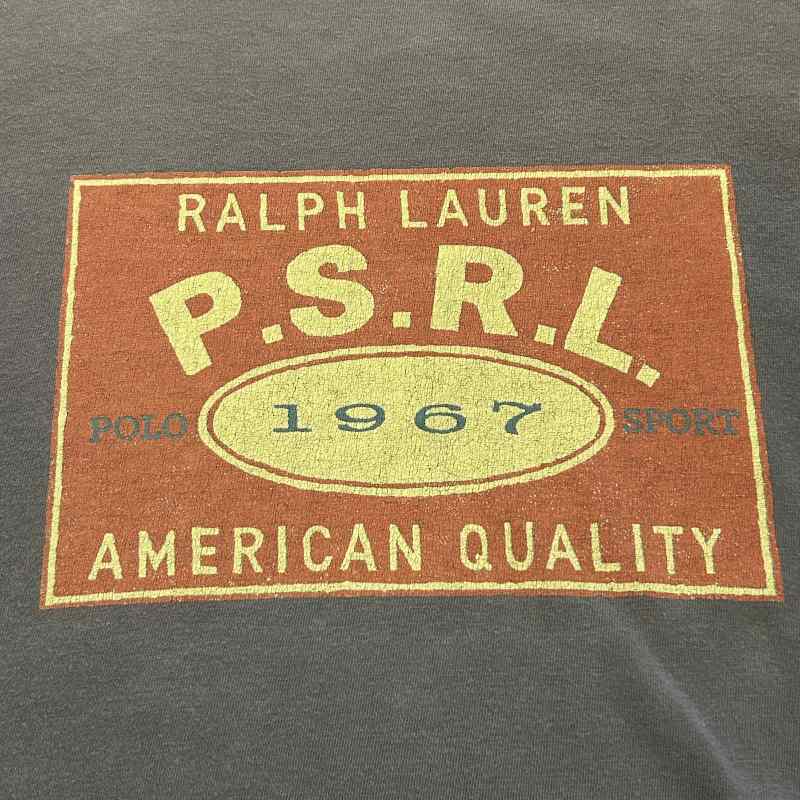 RALPH LAUREN
P.S.R.L.
POLO 1967 SPORT
AMERICAN QUALITY